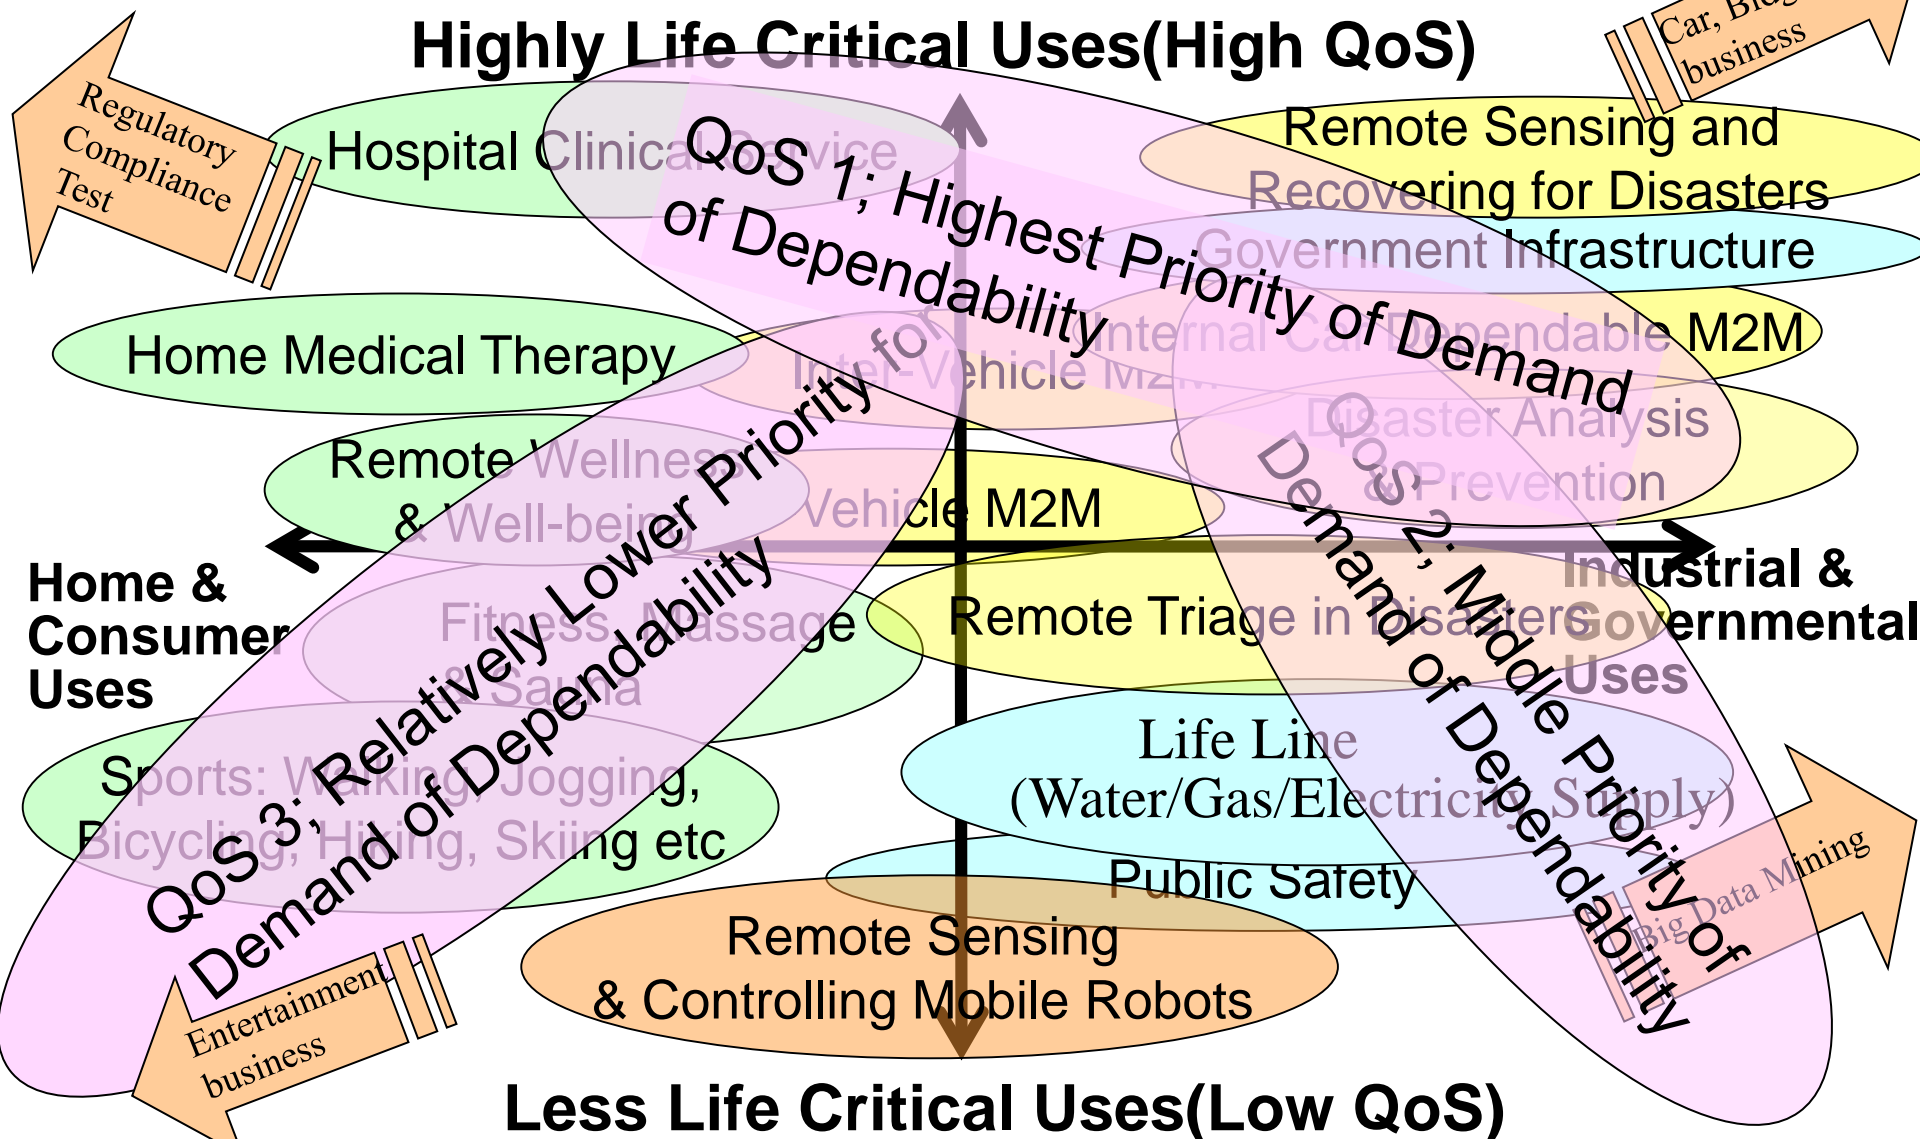 Highly Life Critical Uses(High QoS)
Car, Bidg
business
Regulatory
Compliance
Test
Hospital Clinical Service
QoS 1; Highest Priority of Demand
of Dependability
Remote Sensing and
Recovering for Disasters
Government Infrastructure
Internal Car Dependable M2M
Home Medical Therapy
Inter-Vehicle M2M
Disaster Analysis
& Prevention
Remote Wellness
& Well-being
Vehicle M2M
Home &
Consumer
Uses
Industrial &
Governmental
Uses
Fitness, Massage
& Sauna
Remote Triage in Disasters
QoS 3; Relatively Lower Priority for
Demand of Dependability
QoS 2; Middle Priority of
Demand of Dependability
Sports: Walking, Jogging,
Bicycling, Hiking, Skiing etc
Life Line
(Water/Gas/Electricity Supply)
Public Safety
Big Data Mining
Remote Sensing
& Controlling Mobile Robots
Entertainment
business
Less Life Critical Uses(Low QoS)